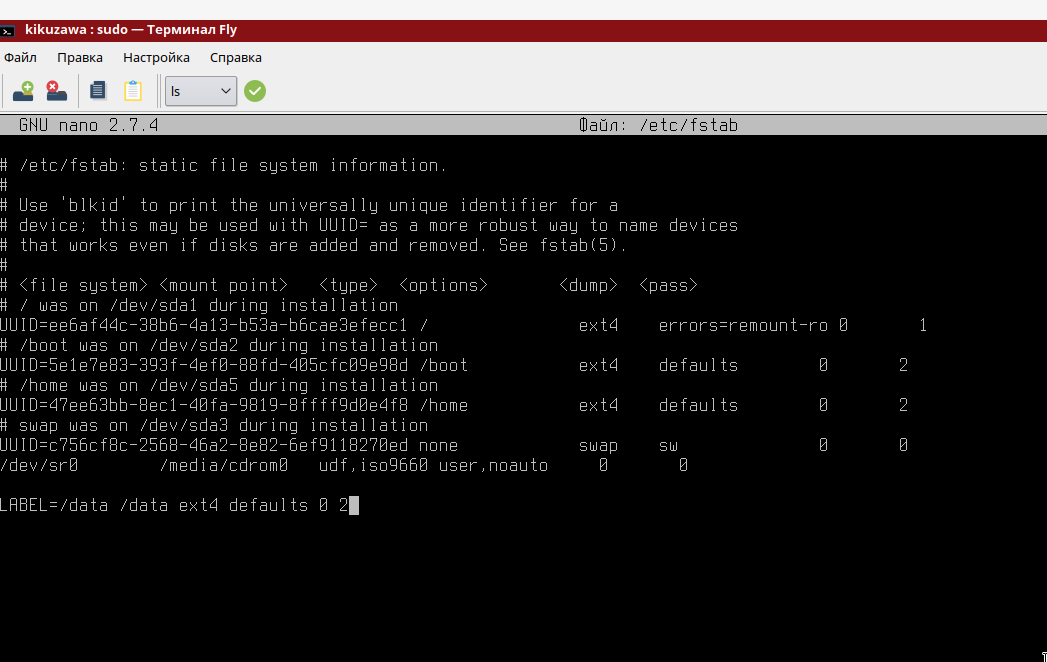 kikuzawa : sudo — Терминал Fly
Файл Правка Настройка Справка
ls
GNU nano 2.7.4 Файл: /etc/fstab
# /etc/fstab: static file system information.
#
# Use 'blkid' to print the universally unique identifier for a
# device; this may be used with UUID= as a more robust way to name devices
# that works even if disks are added and removed. See fstab(5).
#
# <file system> <mount point> <type> <options> <dump> <pass>
# / was on /dev/sda1 during installation
UUID=ee6af44c-38b6-4a13-b53a-b6cae3efecc1 / ext4 errors=remount-ro 0 1
# /boot was on /dev/sda2 during installation
UUID=5e1e7e83-393f-4ef0-88fd-405cfc09e98d /boot ext4 defaults 0 2
# /home was on /dev/sda5 during installation
UUID=47ee63bb-8ec1-40fa-9819-8ffff9d0e4f8 /home ext4 defaults 0 2
# swap was on /dev/sda3 during installation
UUID=c756cf8c-2568-46a2-8e82-6ef9118270ed none swap sw 0 0
/dev/sr0 /media/cdrom0 udf,iso9660 user,noauto 0 0
LABEL=/data /data ext4 defaults 0 2